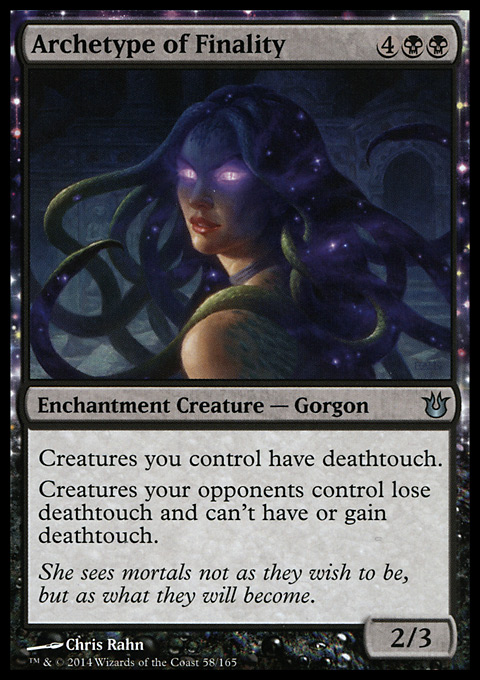 Archetype of Finality 4
Enchantment Creature — Gorgon
Creatures you control have deathtouch.
Creatures your opponents control lose
deathtouch and can't have or gain
deathtouch.
She sees mortals not as they wish to be,
but as what they will become.
Chris Rahn
2/3
™ & © 2014 Wizards of the Coast 58/165